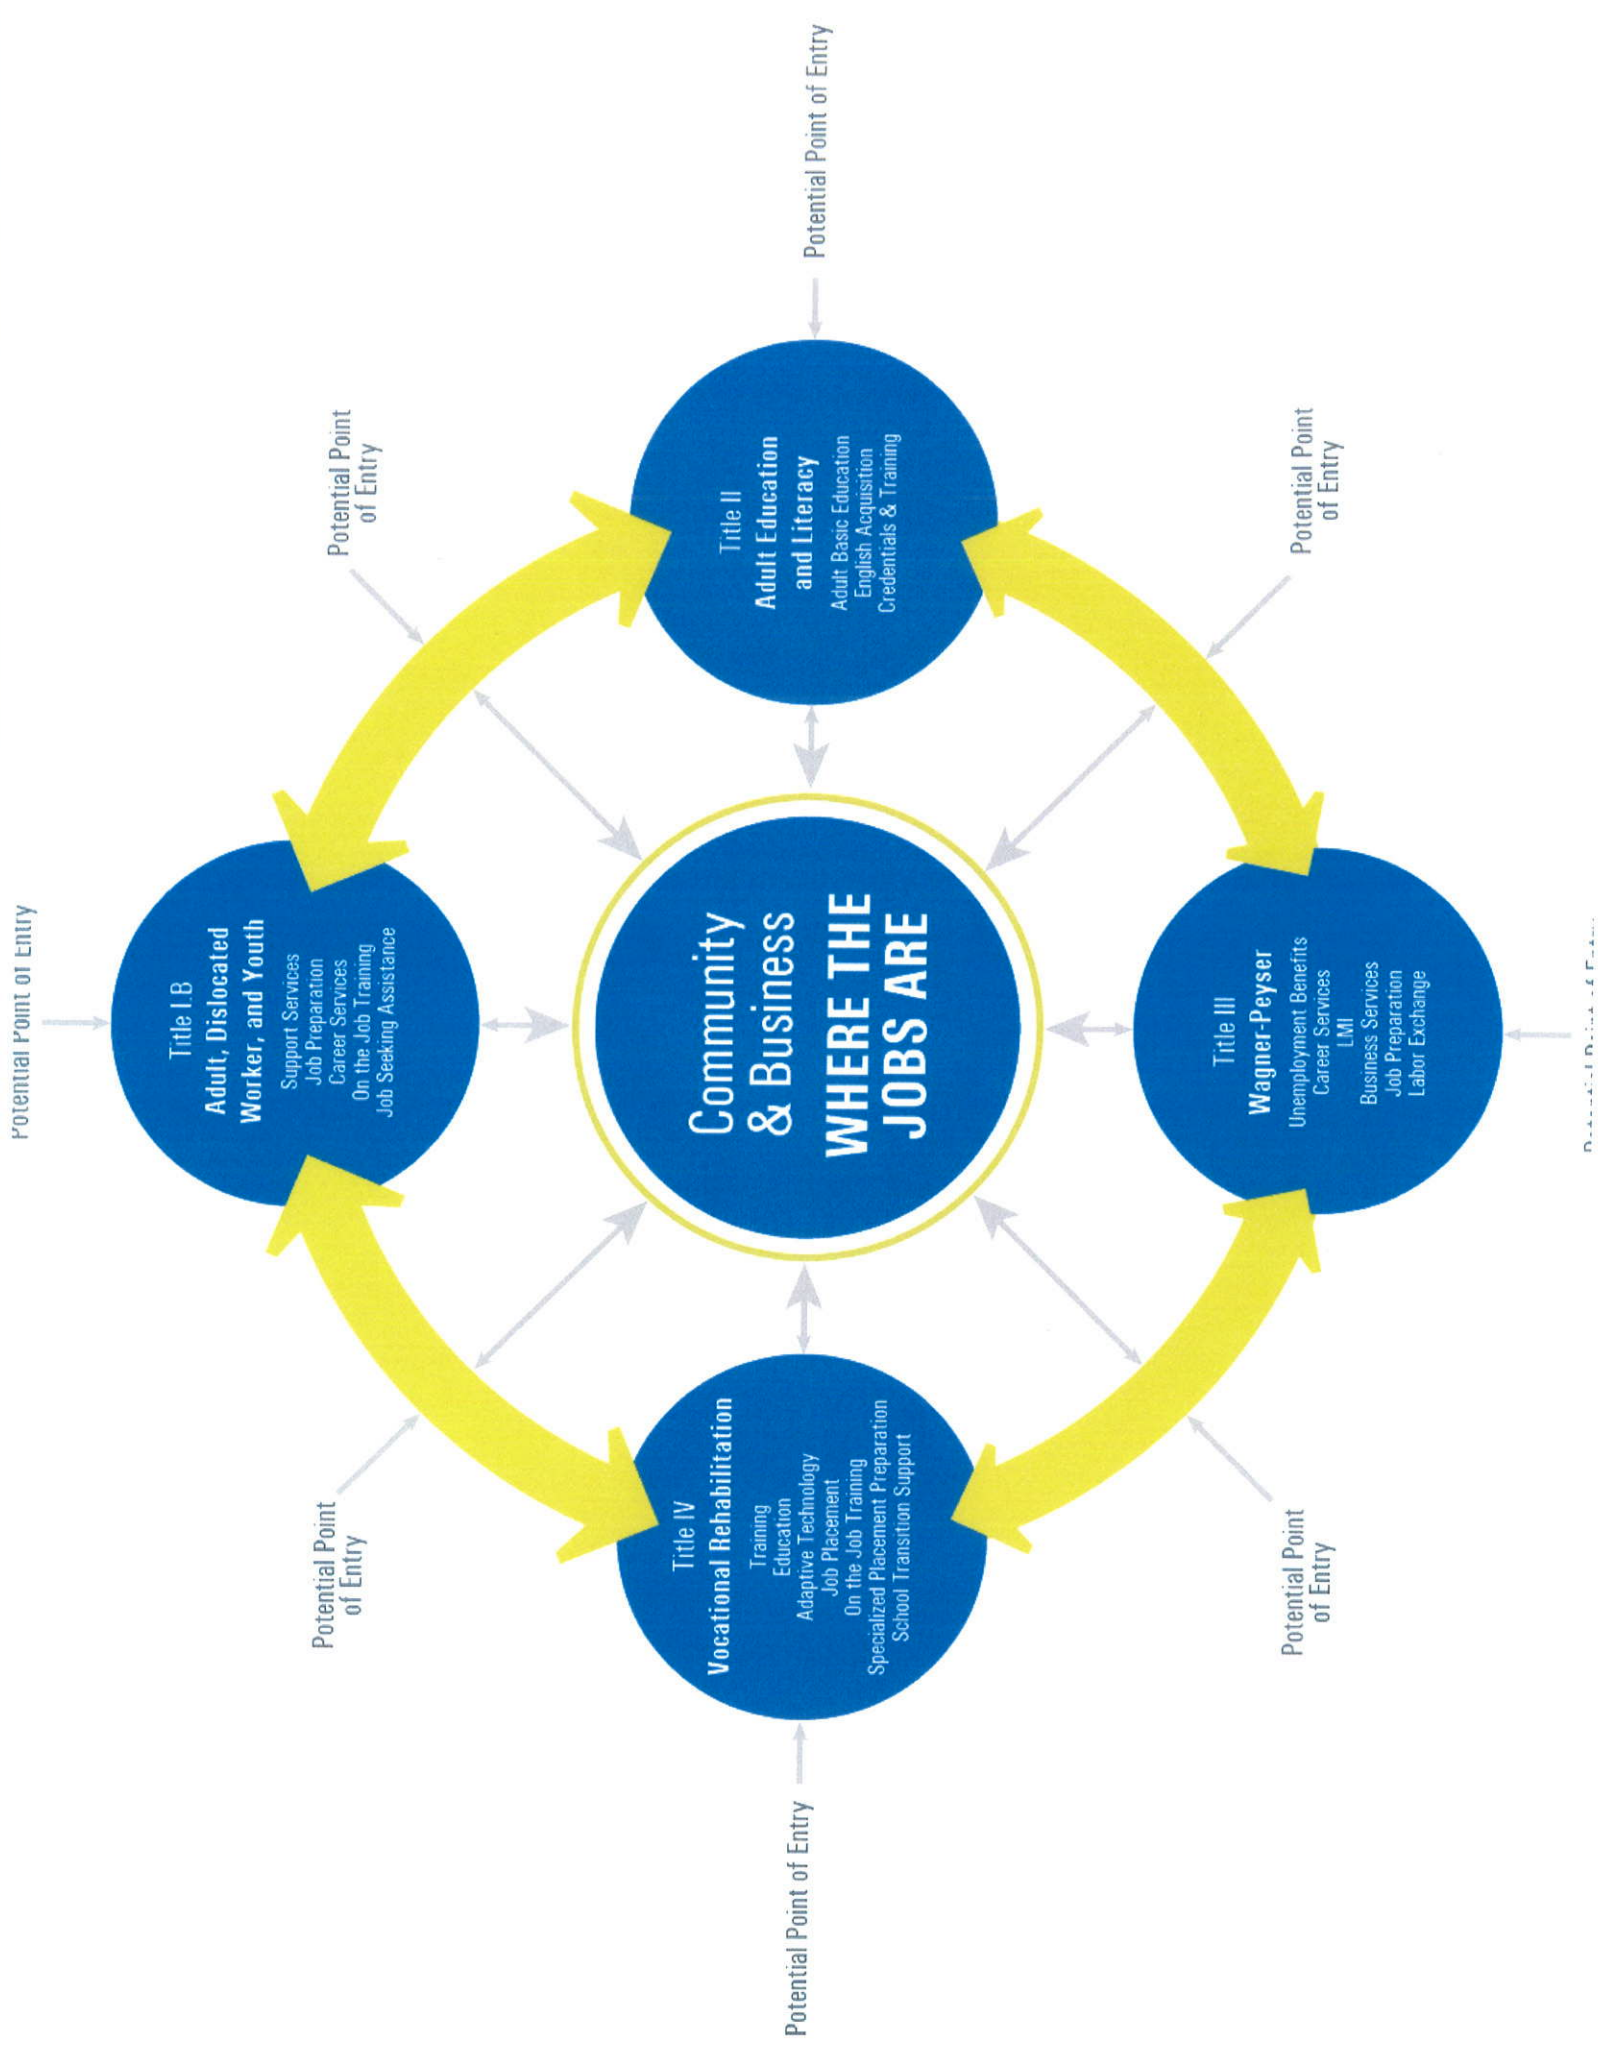 Potential Point of Entry
Title I.B
Adult, Dislocated
Worker, and Youth
Support Services
Job Preparation
Career Services
On the Job Training
Job Seeking Assistance
Potential Point
of Entry
Potential Point
of Entry
Potential Point of Entry
Title IV
Vocational Rehabilitation
Training
Education
Adaptive Technology
Job Placement
On the Job Training
Specialized Placement Preparation
School Transition Support
Community
& Business
WHERE THE
JOBS ARE
Title II
Adult Education
and Literacy
Adult Basic Education
English Acquisition
Credentials & Training
Potential Point of Entry
Potential Point
of Entry
Potential Point
of Entry
Title III
Wagner-Peyser
Unemployment Benefits
Career Services
LMI
Business Services
Job Preparation
Labor Exchange